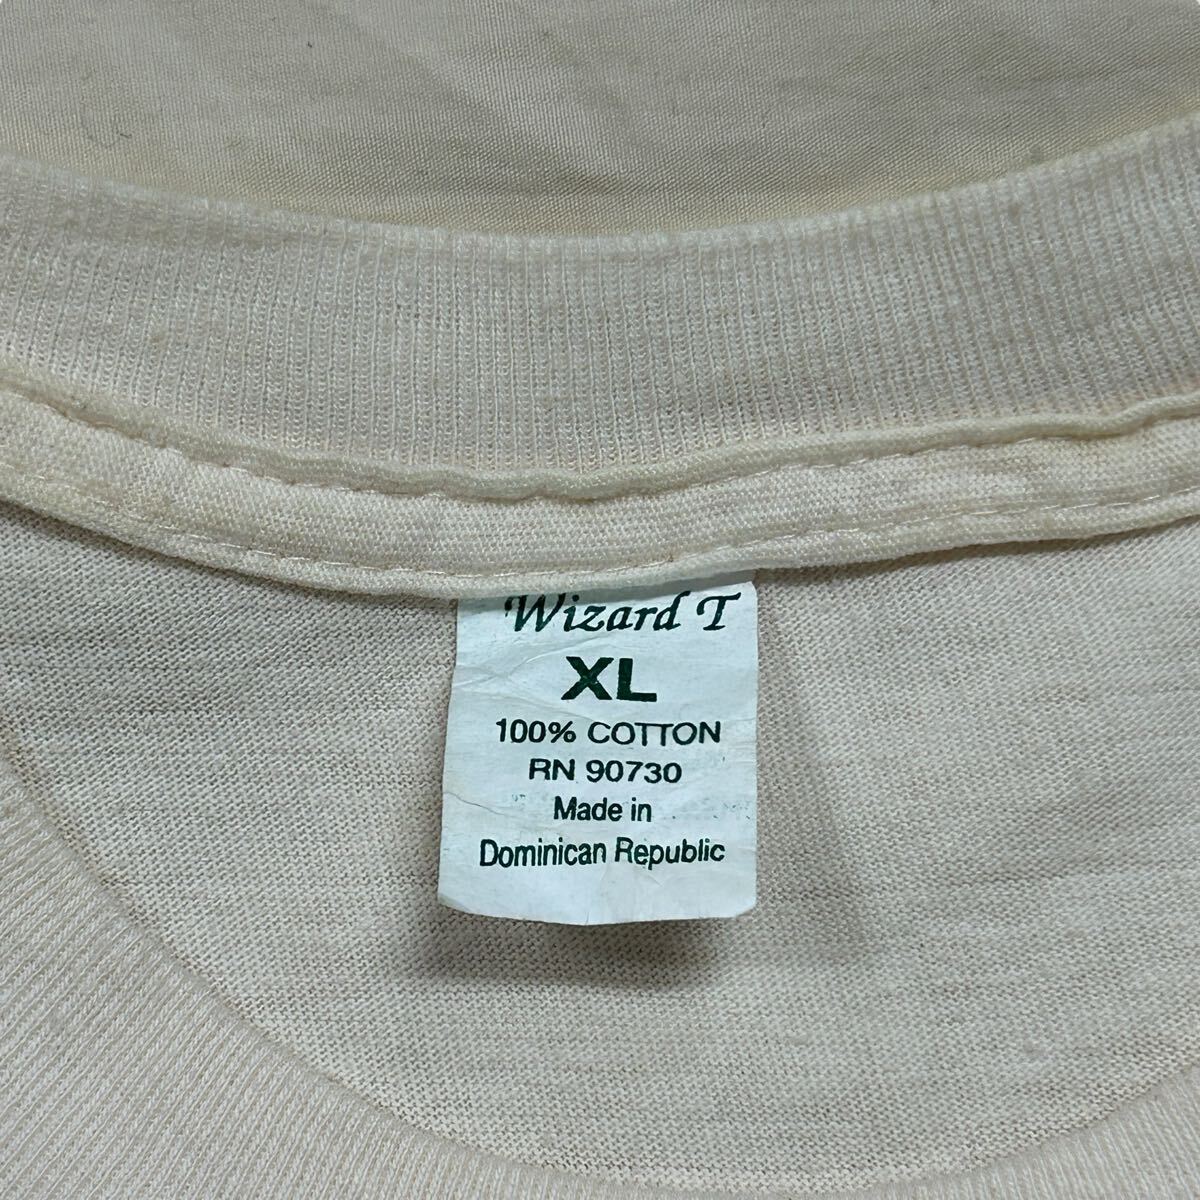 Wizard T
XL
100% COTTON
RN 90730
Made in
Dominican Republic